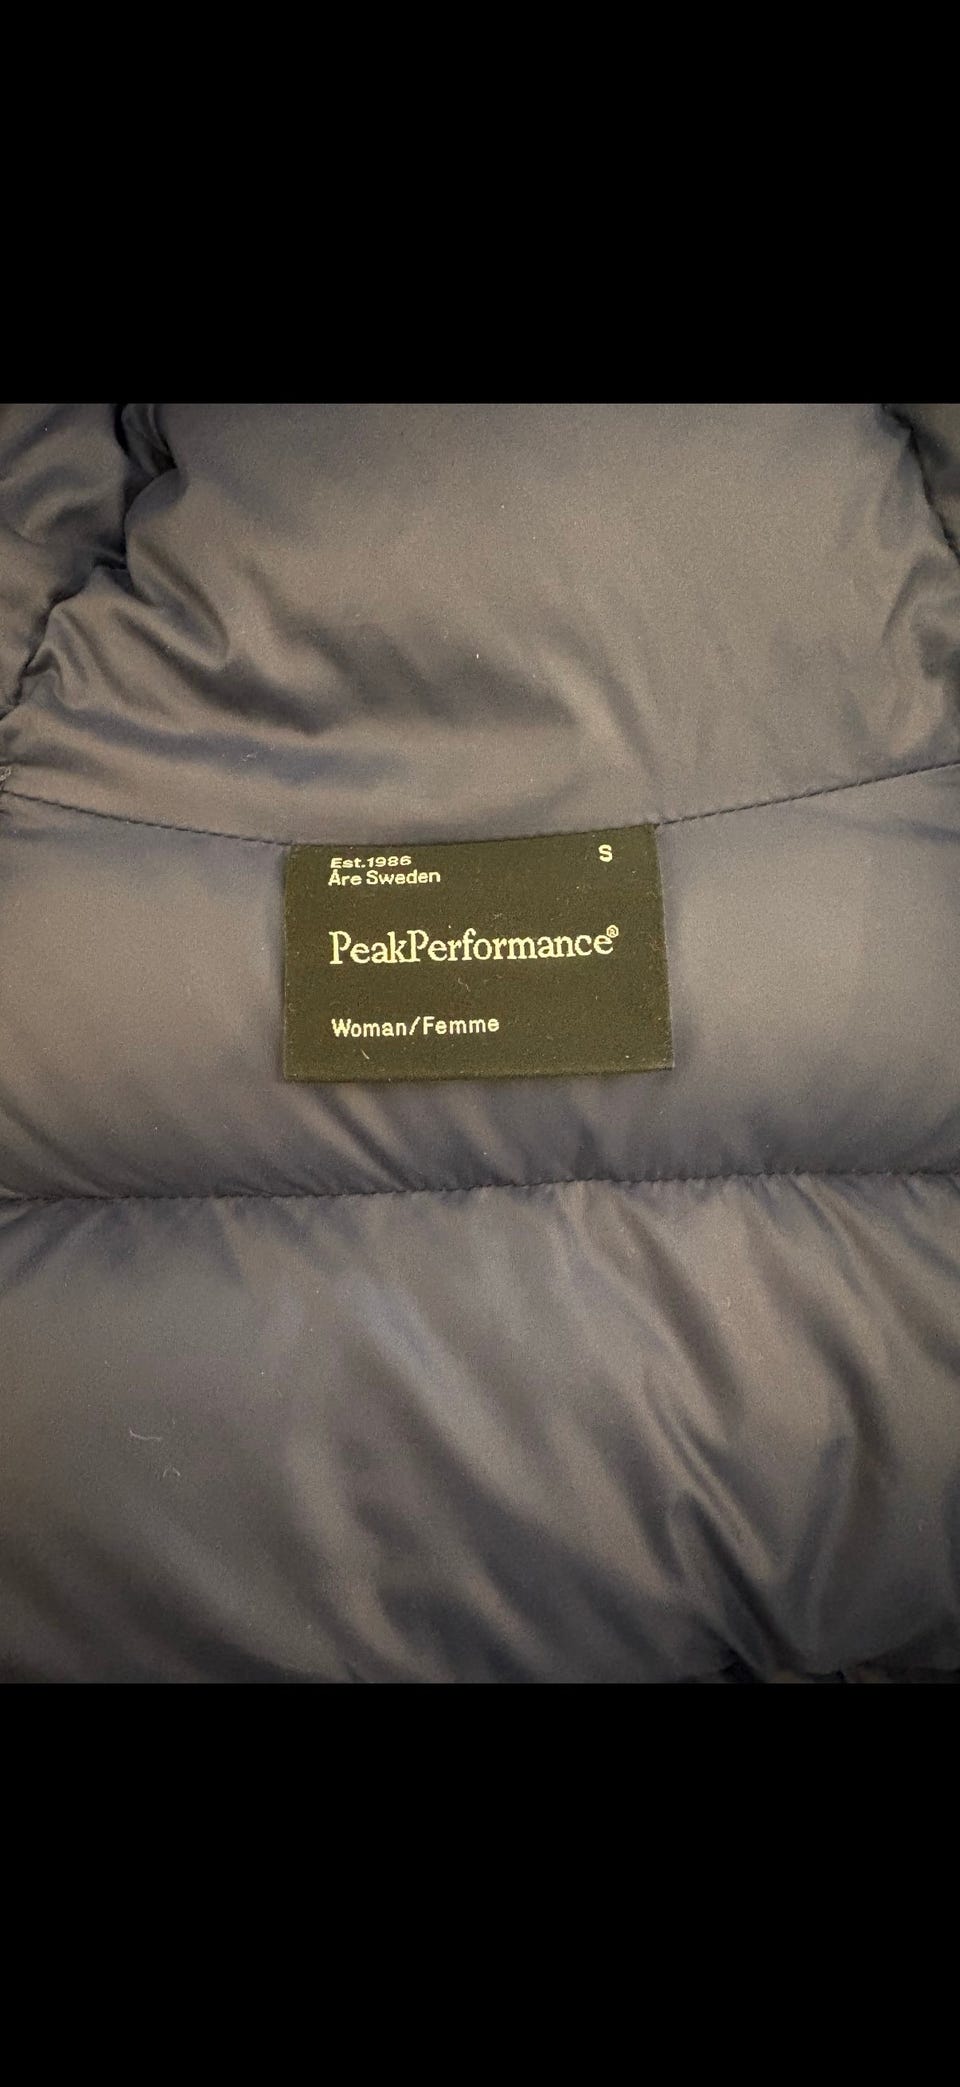 Est.1986
Åre Sweden
S
PeakPerformance®
Woman/Femme